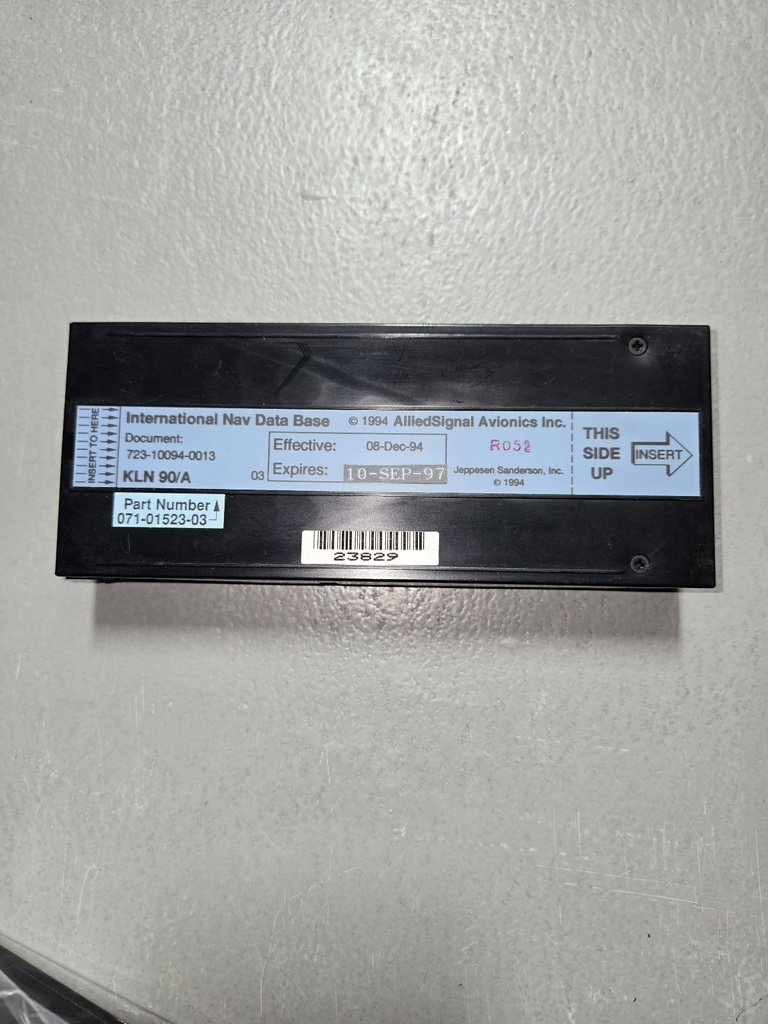 INSERT TO HERE
International Nav Data Base © 1994 AlliedSignal Avionics Inc.
Document:
723-10094-0013
KLN 90/A 03
Effective: 08-Dec-94
Expires: 10-SEP-97
R052
Jeppesen Sanderson, Inc.
© 1994
THIS
SIDE
UP
INSERT
Part Number
071-01523-03
23829